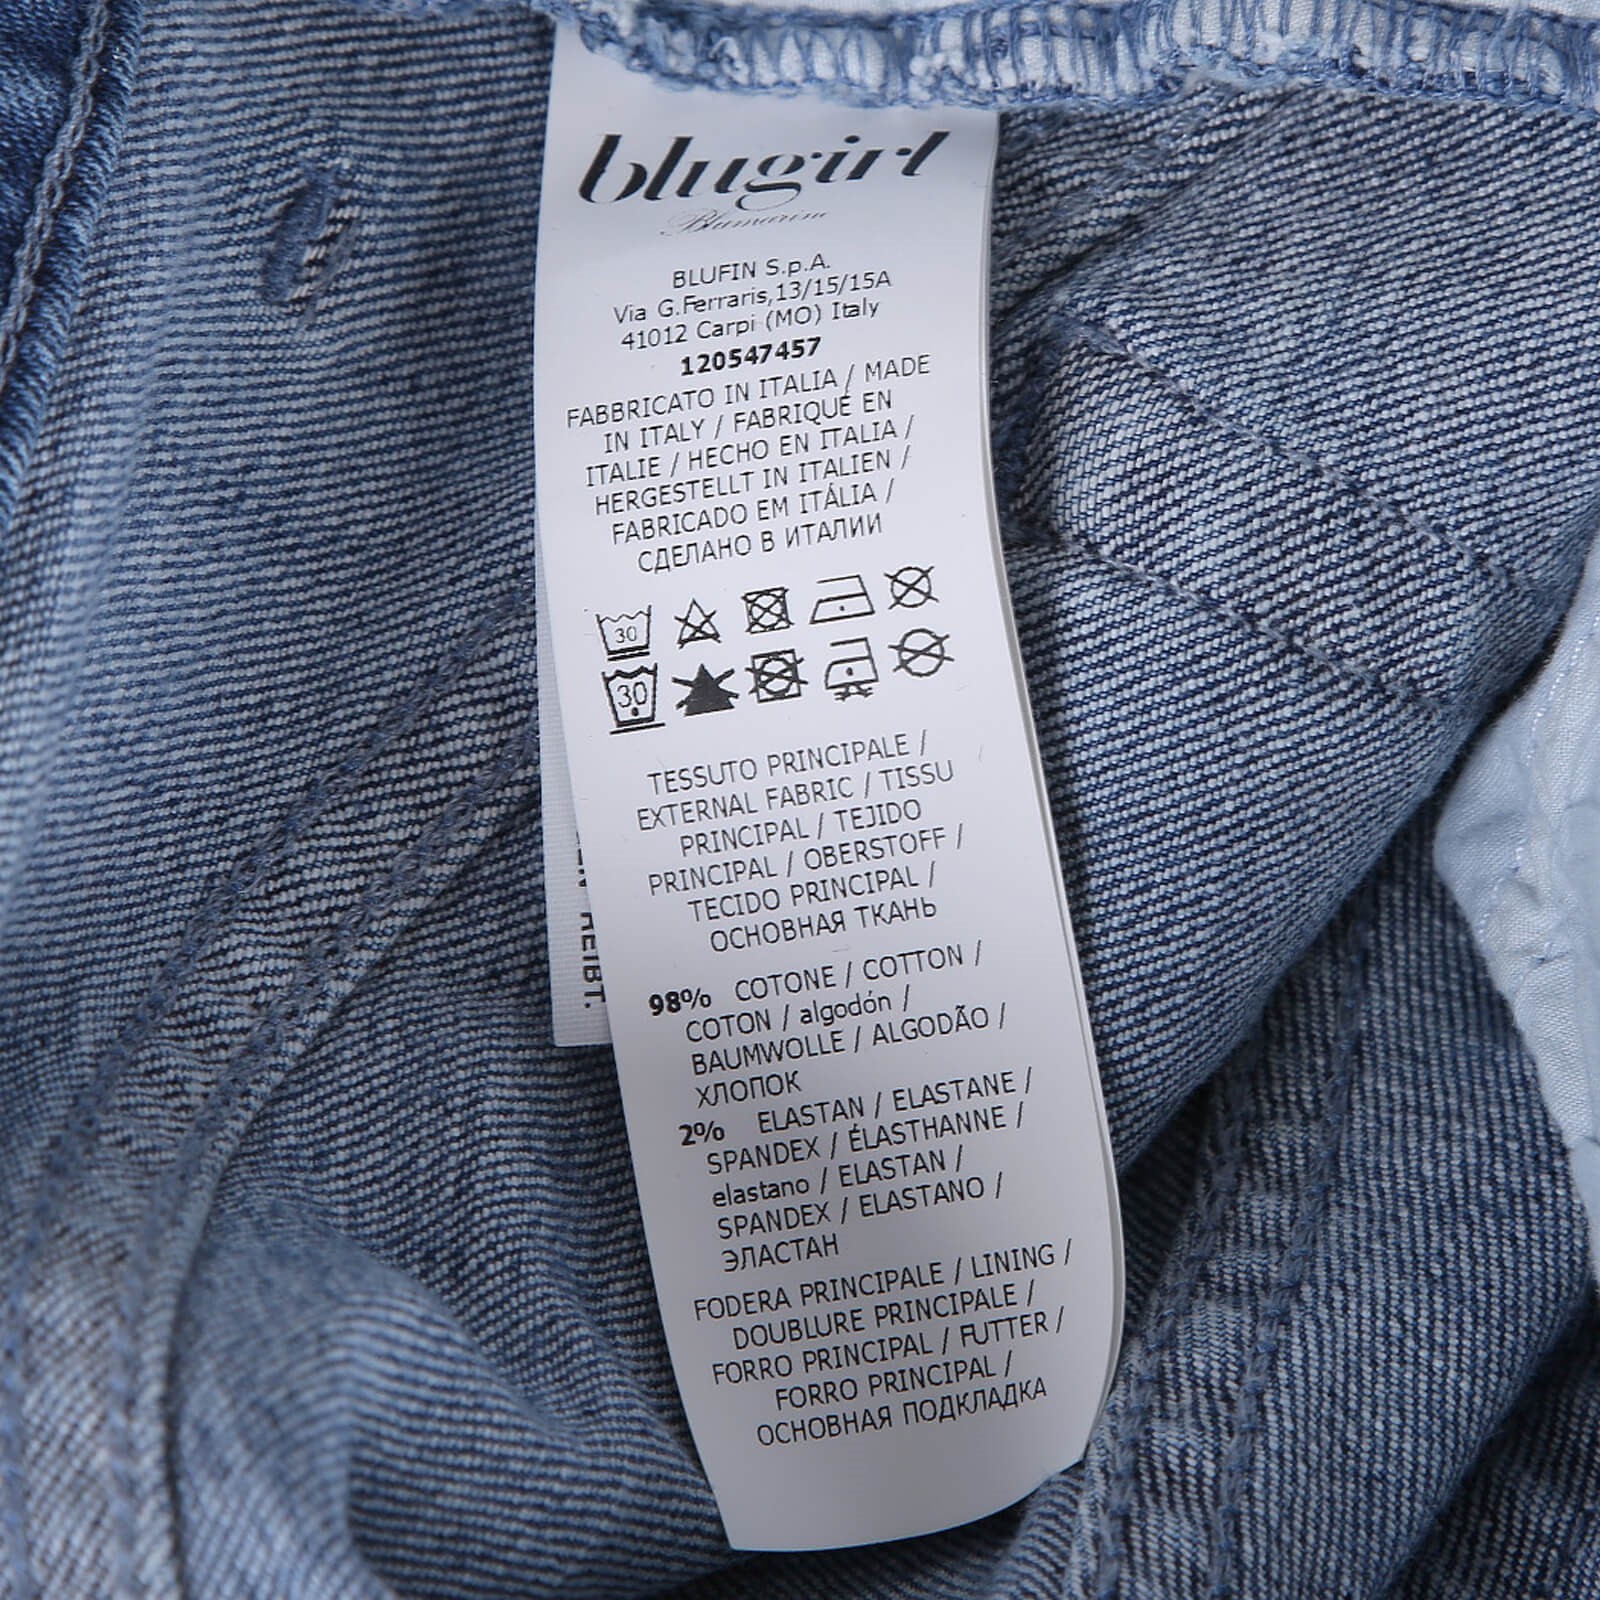 blugirl
Blumarine
BLUFIN S.p.A.
Via G.Ferraris,13/15/15A
41012 Carpi (MO) Italy
120547457
FABBRICATO IN ITALIA / MADE
IN ITALY / FABRIQUÉ EN
ITALIE / HECHO EN ITALIA /
HERGESTELLT IN ITALIEN /
FABRICADO EM ITÁLIA /
СДЕЛАНО В ИТАЛИИ
30
30
TESSUTO PRINCIPALE /
EXTERNAL FABRIC / TISSU
PRINCIPAL / TEJIDO
PRINCIPAL / OBERSTOFF /
TECIDO PRINCIPAL /
ОСНОВНАЯ ТКАНЬ
98% COTONE / COTTON /
COTON / algodón /
BAUMWOLLE / ALGODÃO /
ХЛОПОК
2% ELASTAN / ELASTANE /
SPANDEX / ÉLASTHANNE /
elastano / ELASTAN /
SPANDEX / ELASTANO /
ЭЛАСТАН
FODERA PRINCIPALE / LINING /
DOUBLURE PRINCIPALE /
FORRO PRINCIPAL / FUTTER /
FORRO PRINCIPAL /
ОСНОВНАЯ ПОДКЛАДКА